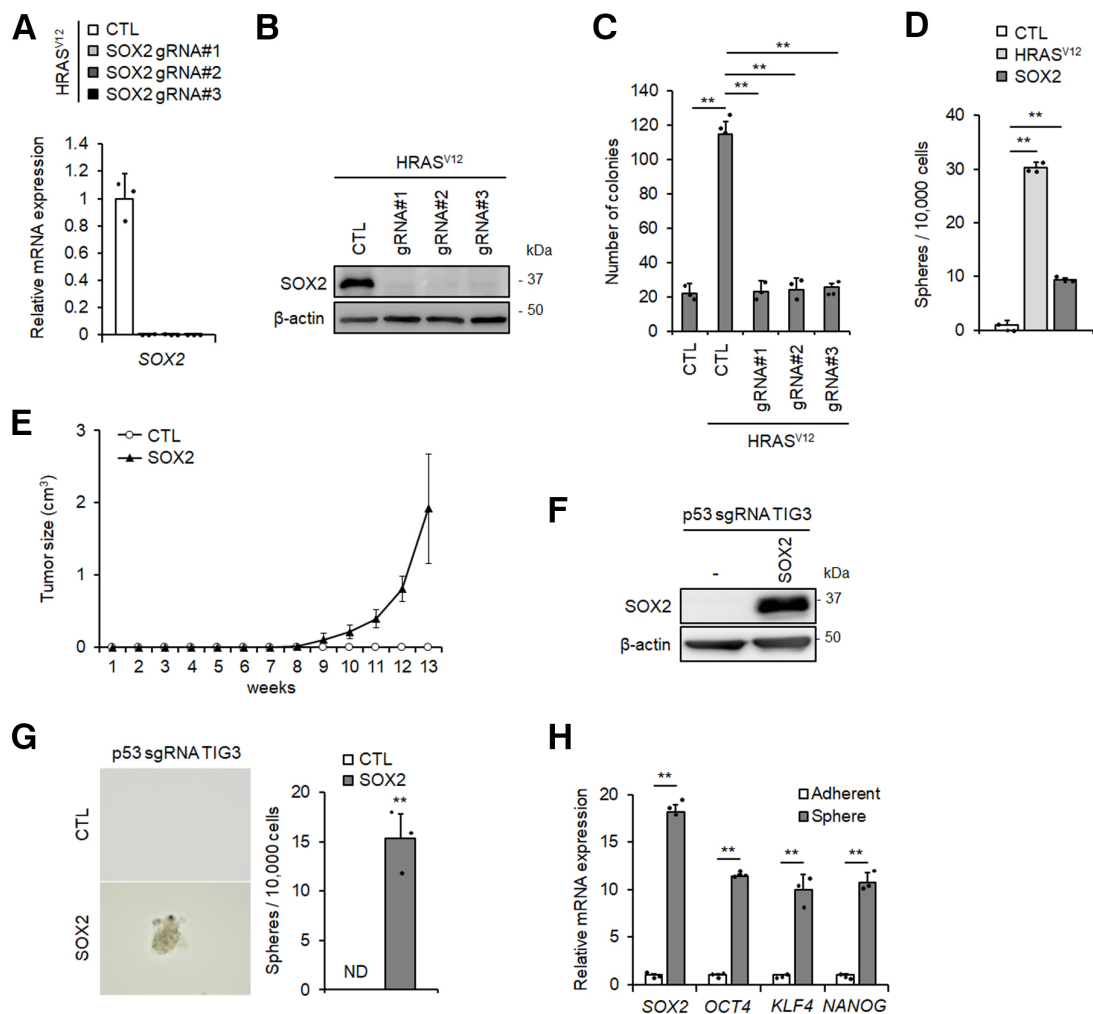 A
HRASV12
CTL
SOX2 gRNA#1
SOX2 gRNA#2
SOX2 gRNA#3
Relative mRNA expression
1.4
1.2
1
0.8
0.6
0.4
0.2
0
SOX2
B
HRASV12
CTL
gRNA#1
gRNA#2
gRNA#3
kDa
SOX2
- 37
- 50
β-actin
C
Number of colonies
140
120
100
80
60
40
20
0
**
**
**
**
CTL
CTL
gRNA#1
gRNA#2
gRNA#3
HRASV12
D
CTL
HRASV12
SOX2
Spheres / 10,000 cells
40
30
20
10
0
**
**
E
CTL
SOX2
Tumor size (cm3)
3
2
1
0
1 2 3 4 5 6 7 8 9 10 11 12 13
weeks
F
p53 sgRNA TIG3
-
SOX2
kDa
SOX2
- 37
β-actin
- 50
G
p53 sgRNA TIG3
CTL
SOX2
CTL
SOX2
Spheres / 10,000 cells
20
15
10
5
0
**
ND
H
Adherent
Sphere
Relative mRNA expression
20
15
10
5
0
**
**
**
**
SOX2 OCT4 KLF4 NANOG